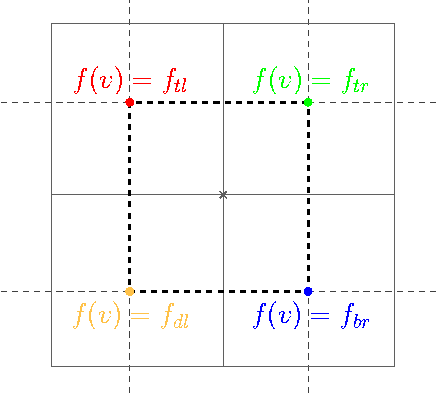 f(v) = f_{tl}
f(v) = f_{tr}
f(v) = f_{dl}
f(v) = f_{br}